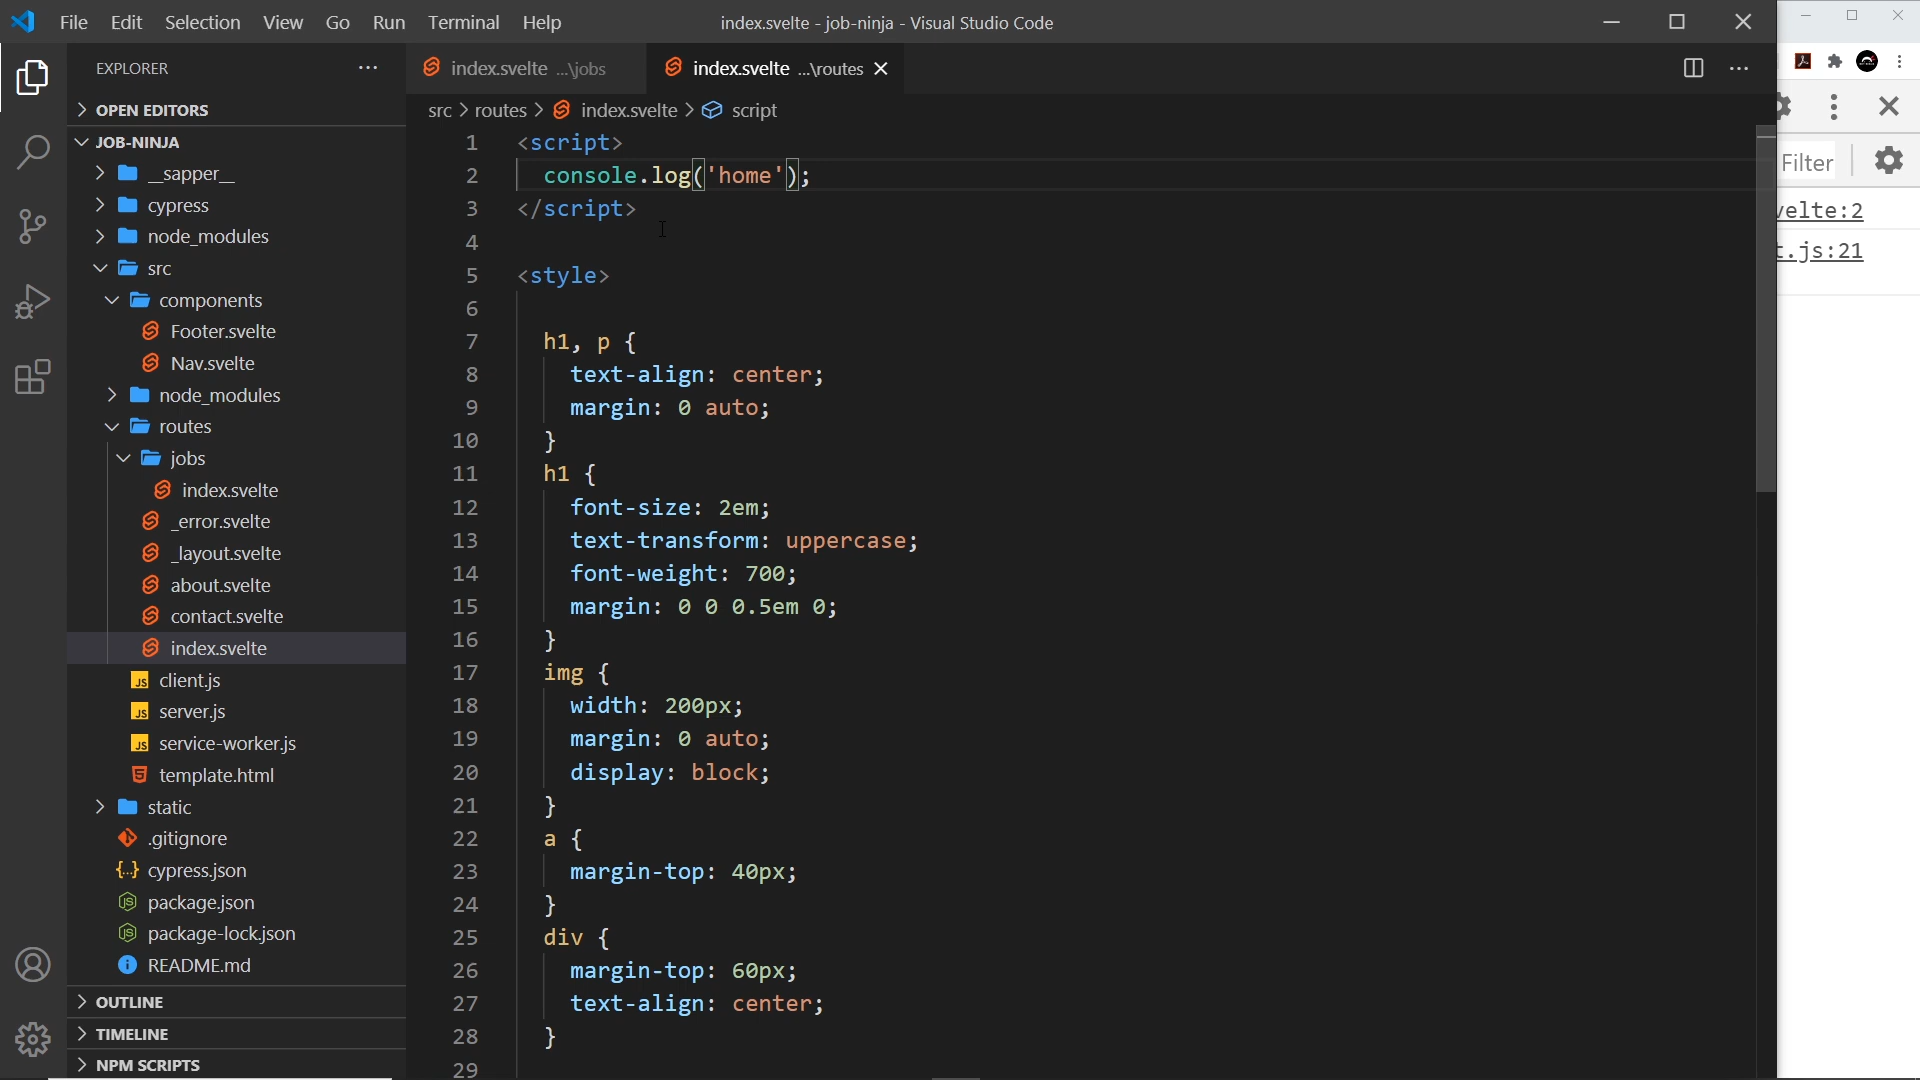 File Edit Selection View Go Run Terminal Help
index.svelte - job-ninja - Visual Studio Code
EXPLORER
OPEN EDITORS
JOB-NINJA
__sapper__
cypress
node_modules
src
components
Footer.svelte
Nav.svelte
node_modules
routes
jobs
index.svelte
_error.svelte
_layout.svelte
about.svelte
contact.svelte
index.svelte
client.js
server.js
service-worker.js
template.html
static
.gitignore
cypress.json
package.json
package-lock.json
README.md
OUTLINE
TIMELINE
NPM SCRIPTS
index.svelte ...\jobs
index.svelte ...\routes
src > routes > index.svelte > script
1 <script>
2 console.log('home');
3 </script>
4
5 <style>
6
7 h1, p {
8 text-align: center;
9 margin: 0 auto;
10 }
11 h1 {
12 font-size: 2em;
13 text-transform: uppercase;
14 font-weight: 700;
15 margin: 0 0 0.5em 0;
16 }
17 img {
18 width: 200px;
19 margin: 0 auto;
20 display: block;
21 }
22 a {
23 margin-top: 40px;
24 }
25 div {
26 margin-top: 60px;
27 text-align: center;
28 }
29
Filter
velte:2
t.js:21